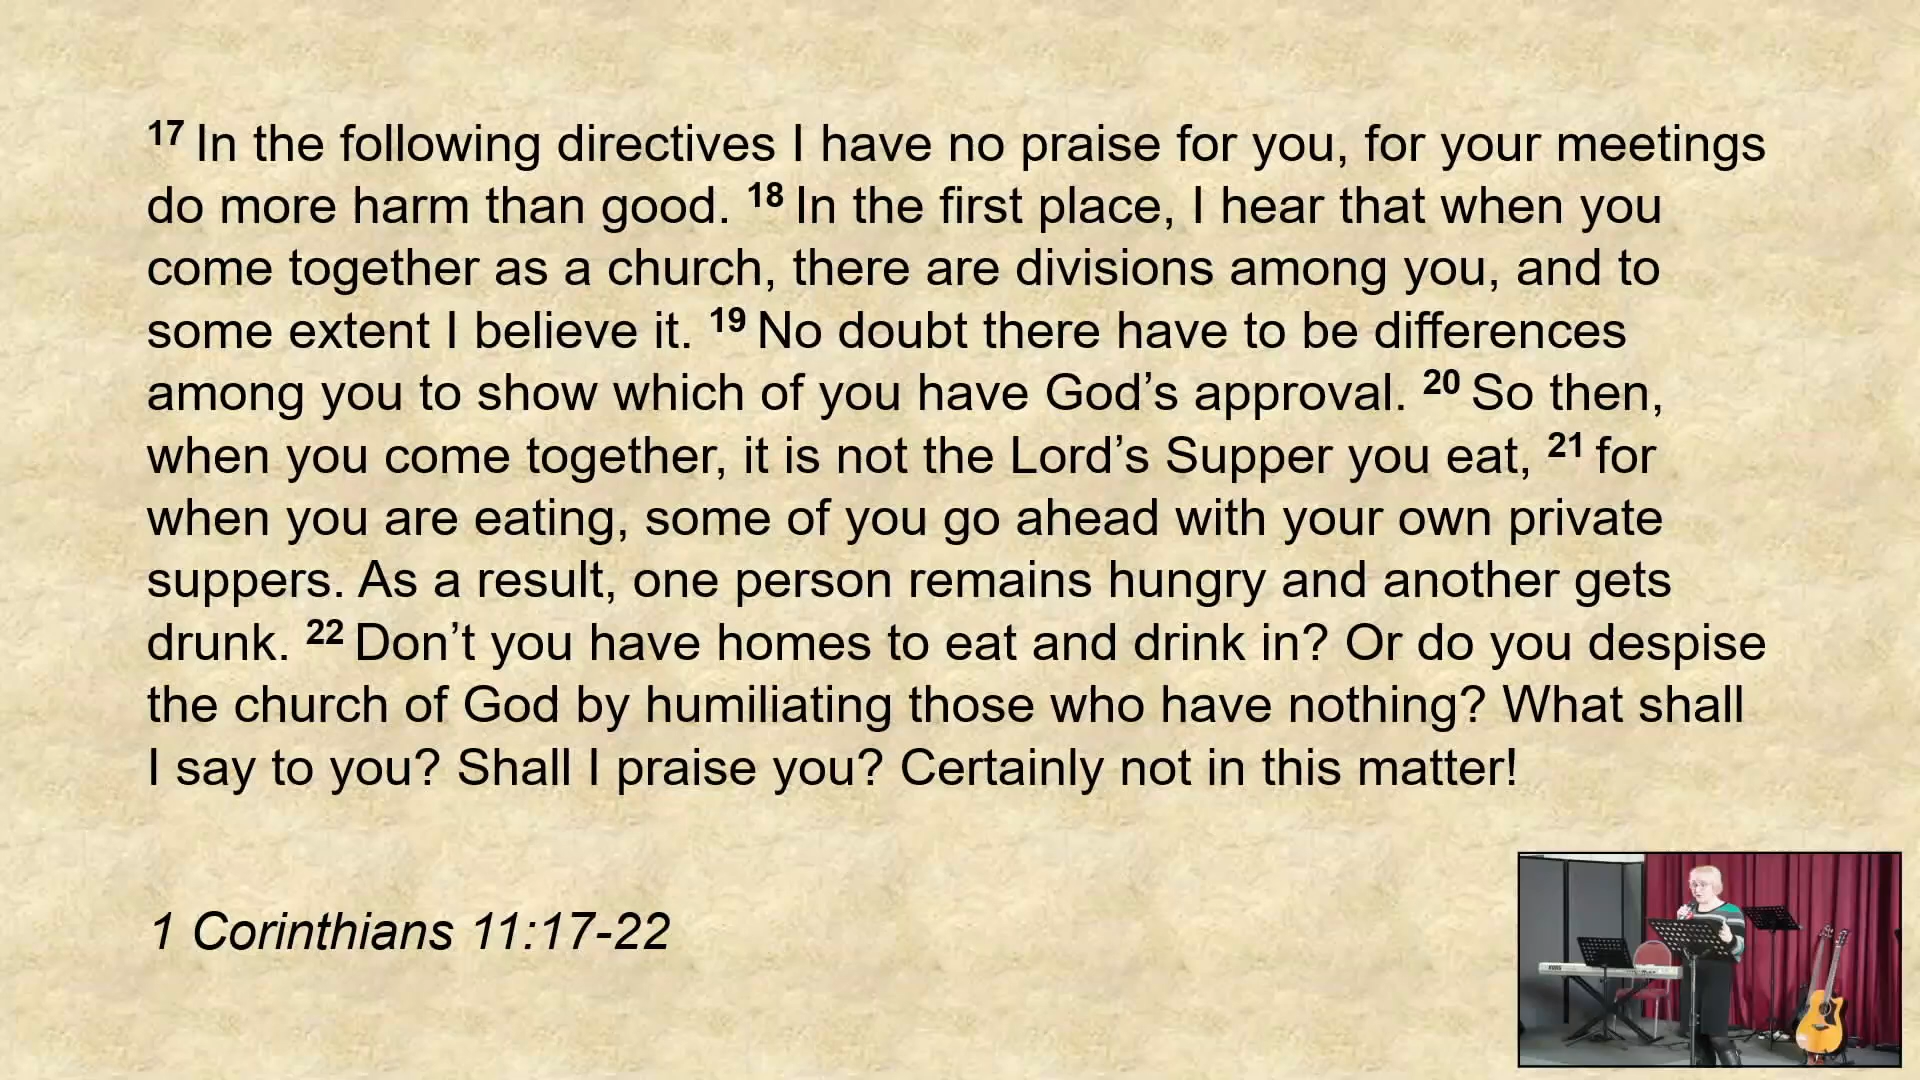 17 In the following directives I have no praise for you, for your meetings
do more harm than good. 18 In the first place, I hear that when you
come together as a church, there are divisions among you, and to
some extent I believe it. 19 No doubt there have to be differences
among you to show which of you have God’s approval. 20 So then,
when you come together, it is not the Lord’s Supper you eat, 21 for
when you are eating, some of you go ahead with your own private
suppers. As a result, one person remains hungry and another gets
drunk. 22 Don’t you have homes to eat and drink in? Or do you despise
the church of God by humiliating those who have nothing? What shall
I say to you? Shall I praise you? Certainly not in this matter!
1 Corinthians 11:17-22
KORG